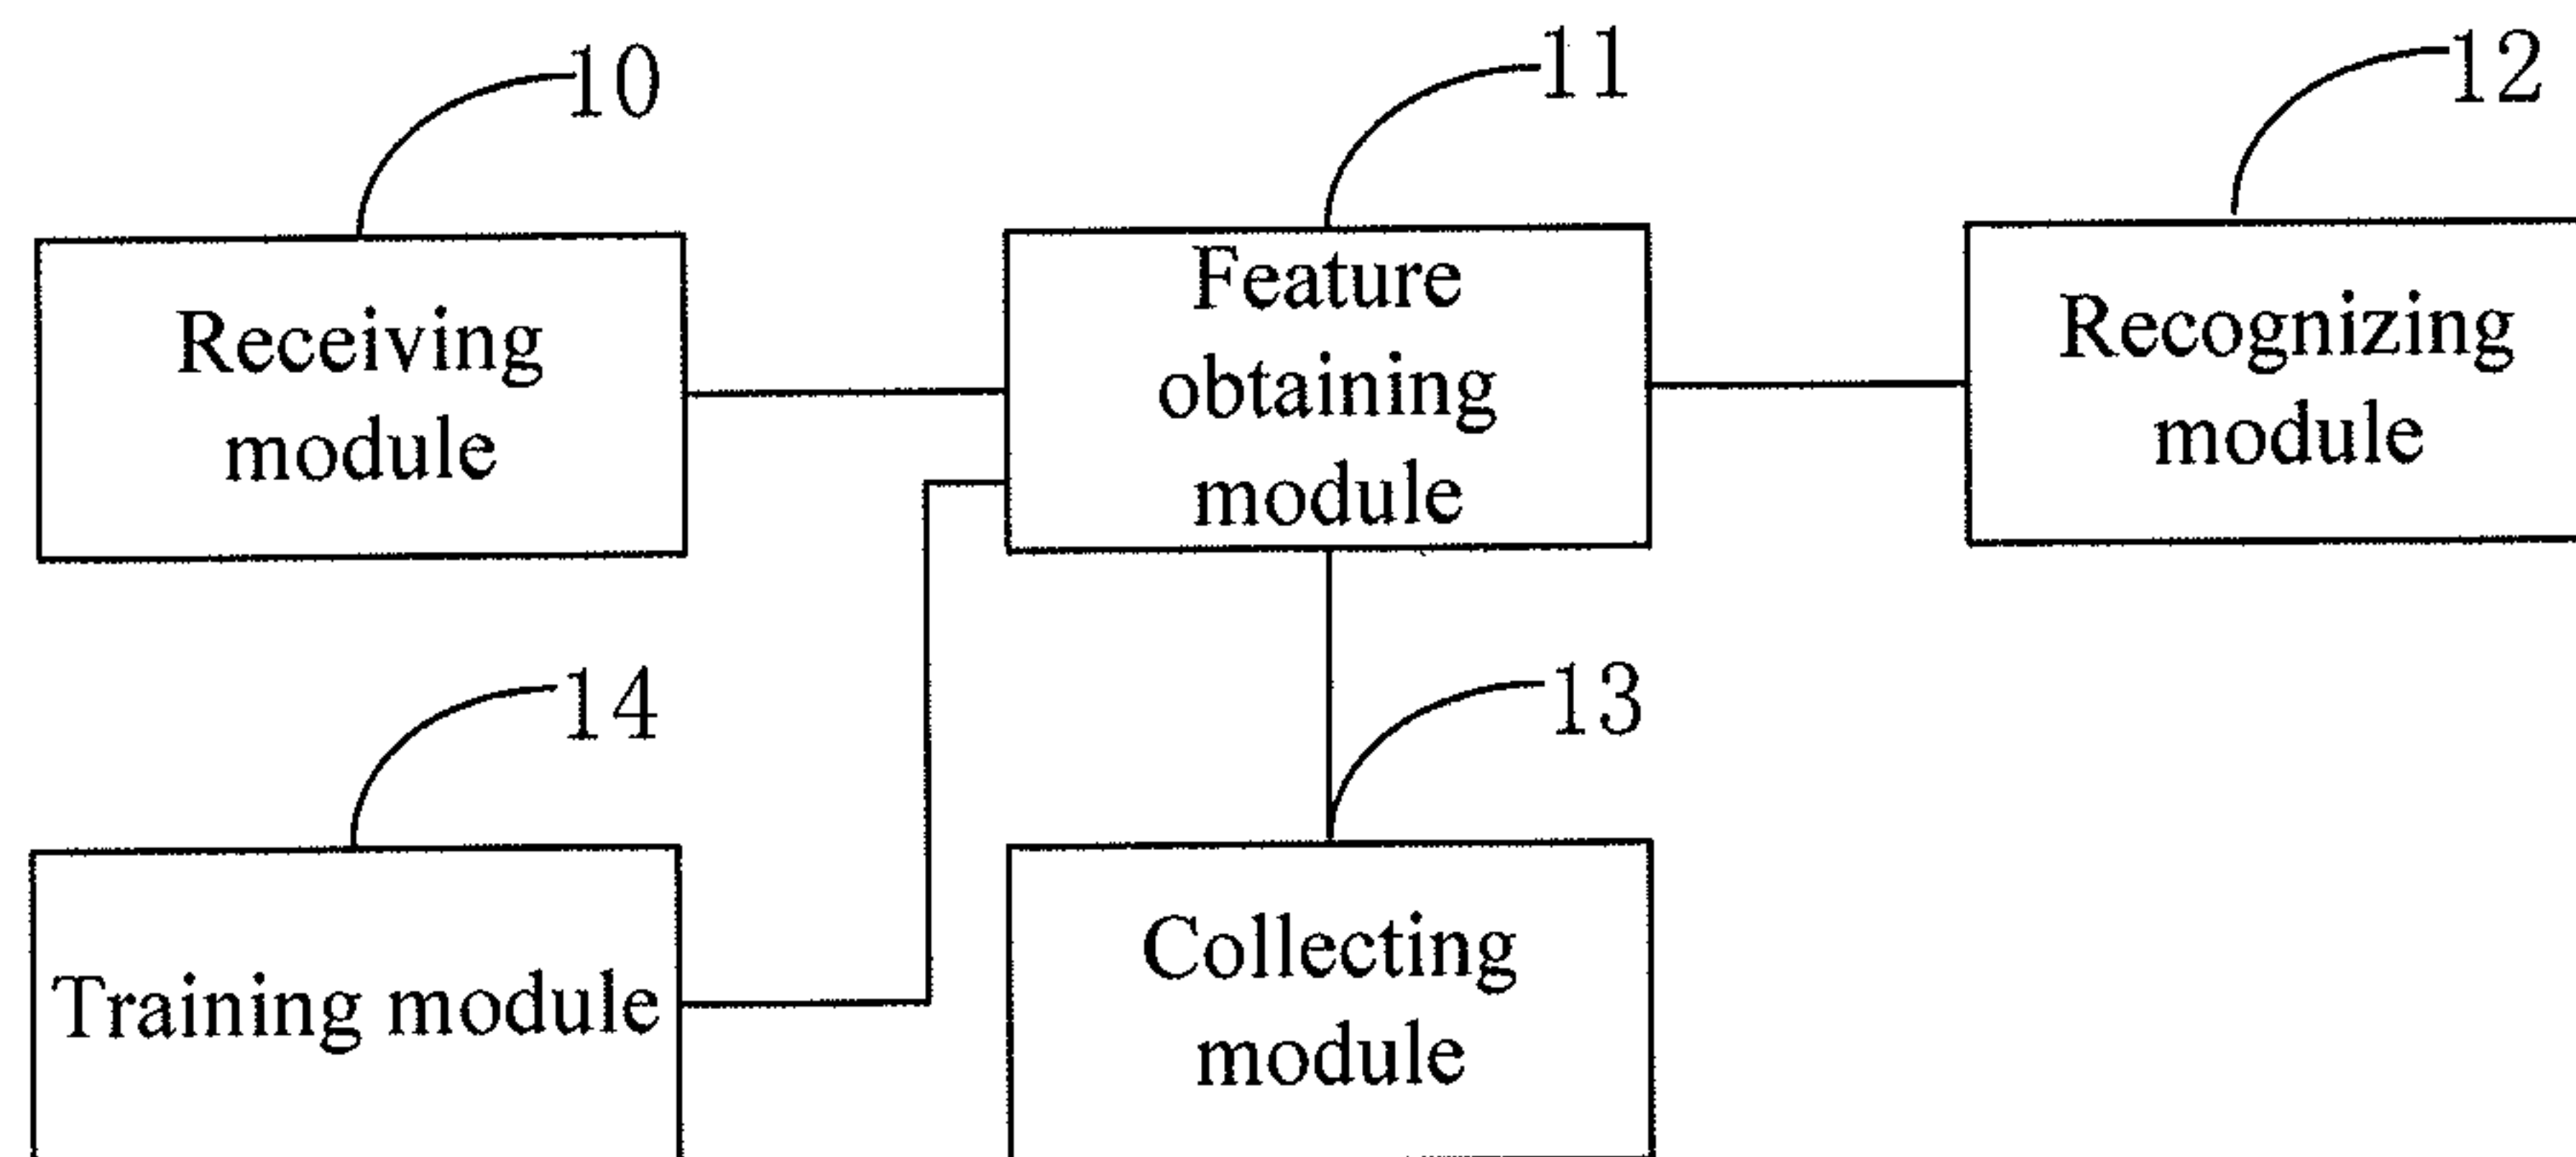 10
11
12
Receiving
module
Feature
obtaining
module
Recognizing
module
14
13
Training module
Collecting
module